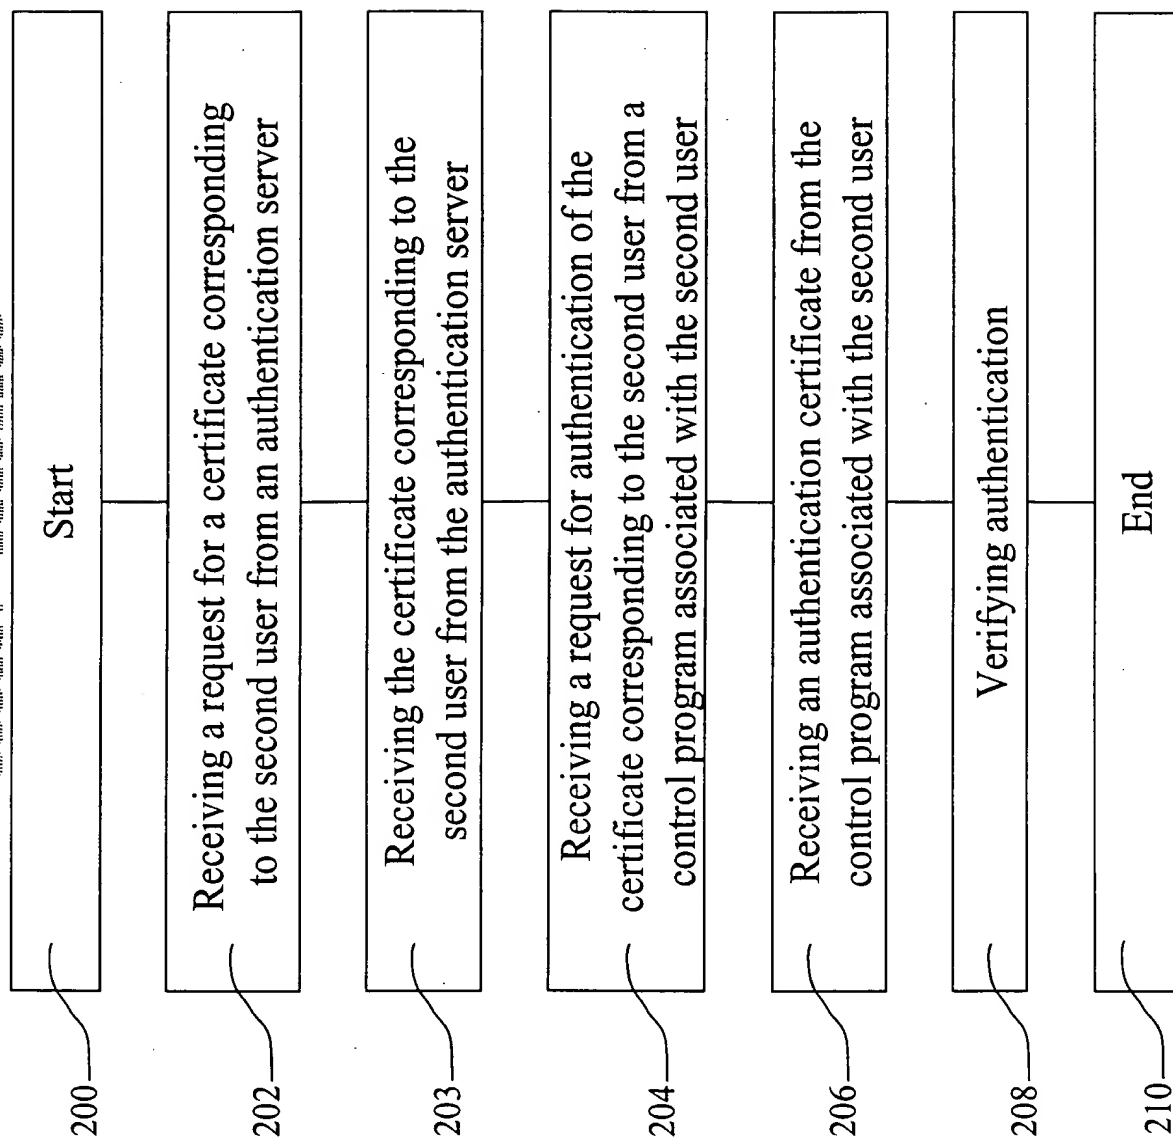 Start
200
Receiving a request for a certificate corresponding
to the second user from an authentication server
202
Receiving the certificate corresponding to the
second user from the authentication server
203
Receiving a request for authentication of the
certificate corresponding to the second user from a
control program associated with the second user
204
Receiving an authentication certificate from the
control program associated with the second user
206
Verifying authentication
208
End
210